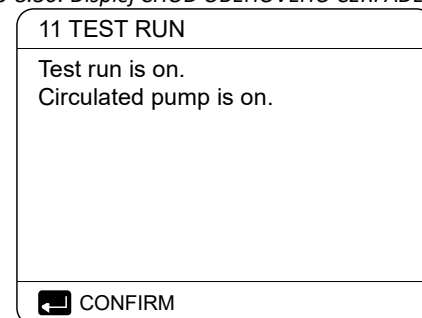 11 TEST RUN
Test run is on.
Circulated pump is on.
CONFIRM